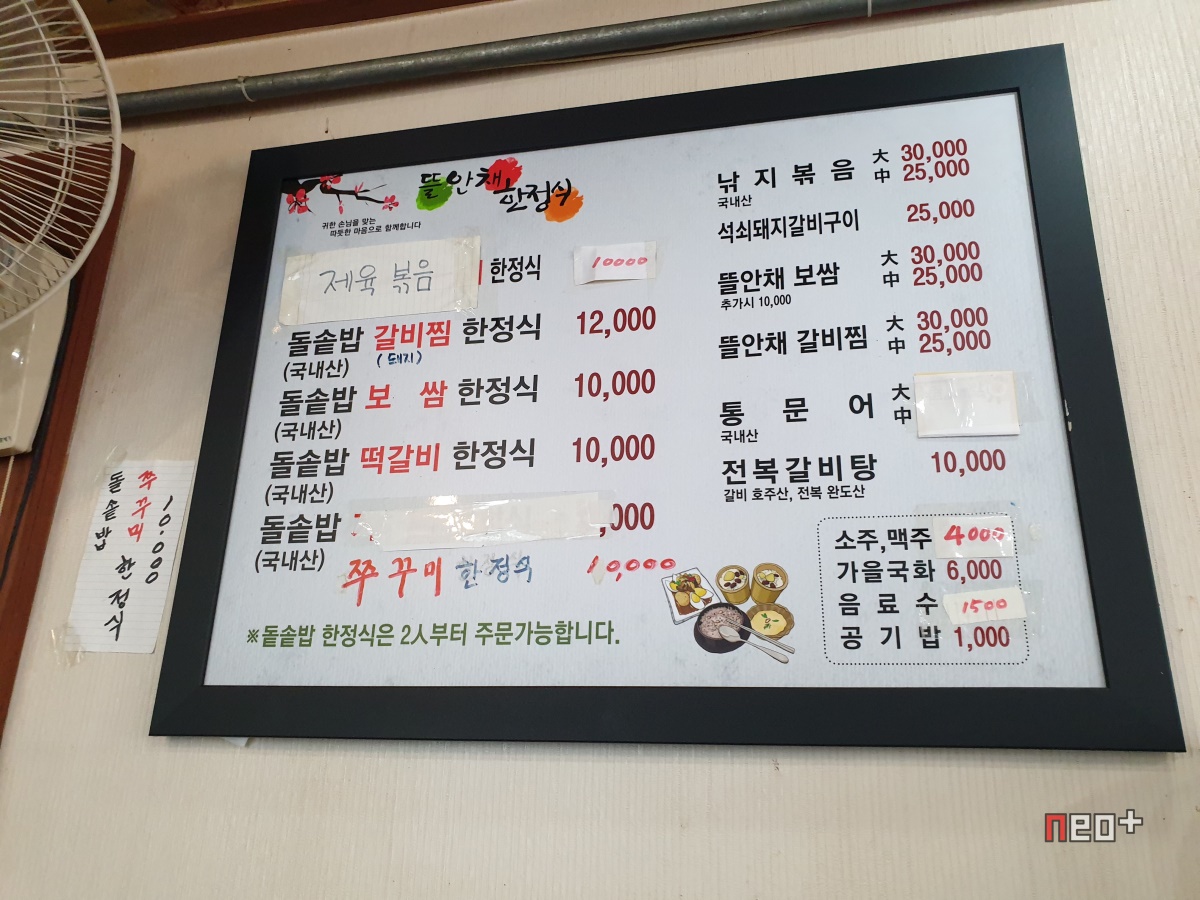 뜰안채 한정식
귀한 손님을 맞는
따뜻한 마음으로 함께합니다
제육 볶음 한정식 10000
돌솥밥 갈비찜 한정식 12,000
(국내산) (돼지)
돌솥밥 보 쌈 한정식 10,000
(국내산)
돌솥밥 떡갈비 한정식 10,000
(국내산)
돌솥밥 ,000
(국내산)
쭈꾸미 한정식 10,000
※돌솥밥 한정식은 2人부터 주문가능합니다.
낚지볶음 大 30,000
中 25,000
국내산
석쇠돼지갈비구이 25,000
뜰안채 보쌈 大 30,000
中 25,000
추가시 10,000
뜰안채 갈비찜 大 30,000
中 25,000
통 문 어 大
中
국내산
전복갈비탕 10,000
갈비 호주산, 전복 완도산
소주,맥주 4000
가을국화 6,000
음료수 1500
공기밥 1,000
쭈꾸미 10.000
돌솥밥 한정식
neo+